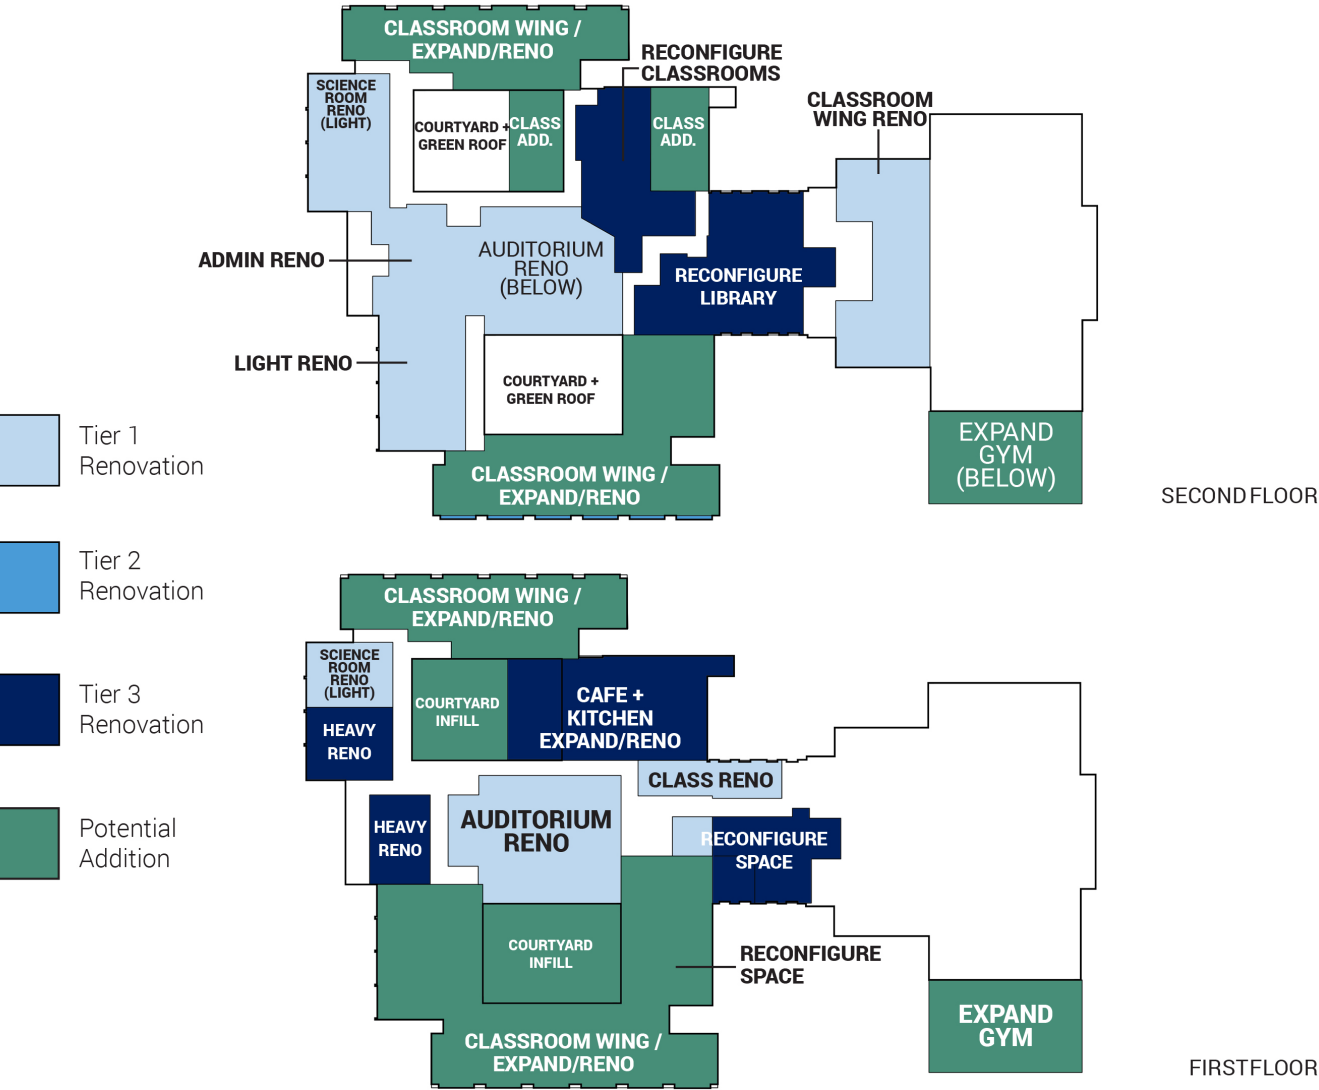 CLASSROOM WING /
EXPAND/RENO
RECONFIGURE
CLASSROOMS
SCIENCE
ROOM
RENO
(LIGHT)
COURTYARD +
GREEN ROOF
CLASS
ADD.
CLASS
ADD.
CLASSROOM
WING RENO
ADMIN RENO
AUDITORIUM
RENO
(BELOW)
RECONFIGURE
LIBRARY
LIGHT RENO
COURTYARD +
GREEN ROOF
CLASSROOM WING /
EXPAND/RENO
EXPAND
GYM
(BELOW)
SECOND FLOOR
Tier 1
Renovation
Tier 2
Renovation
Tier 3
Renovation
Potential
Addition
CLASSROOM WING /
EXPAND/RENO
SCIENCE
ROOM
RENO
(LIGHT)
HEAVY
RENO
COURTYARD
INFILL
CAFE +
KITCHEN
EXPAND/RENO
CLASS RENO
HEAVY
RENO
AUDITORIUM
RENO
RECONFIGURE
SPACE
COURTYARD
INFILL
RECONFIGURE
SPACE
CLASSROOM WING /
EXPAND/RENO
EXPAND
GYM
FIRST FLOOR